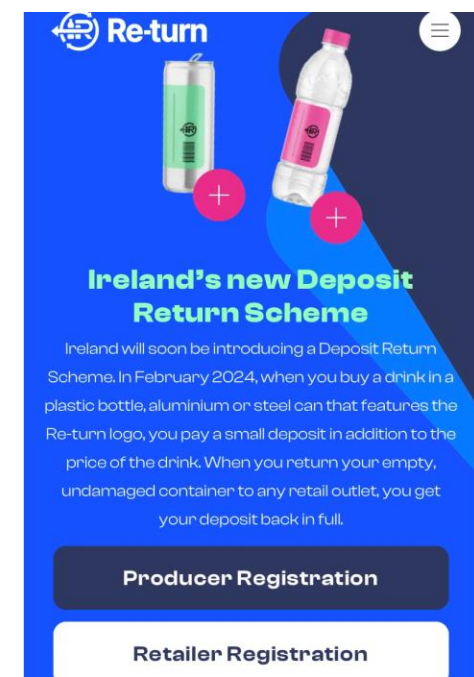 Re-turn
Ireland's new Deposit
Return Scheme
Ireland will soon be introducing a Deposit Return
Scheme. In February 2024, when you buy a drink in a
plastic bottle, aluminium or steel can that features the
Re-turn logo, you pay a small deposit in addition to the
price of the drink. When you return your empty,
undamaged container to any retail outlet, you get
your deposit back in full.
Producer Registration
Retailer Registration